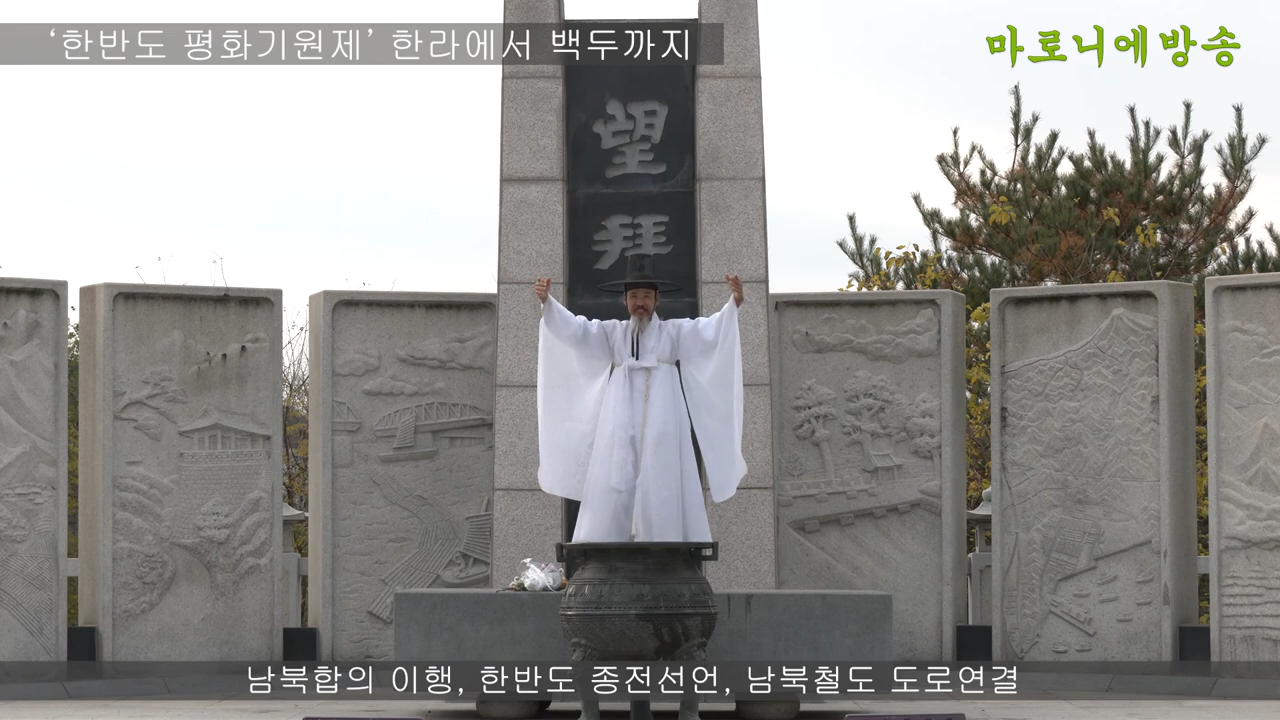 ‘한반도 평화기원제’ 한라에서 백두까지
마로니에방송
望
拜
남북합의 이행, 한반도 종전선언, 남북철도 도로연결